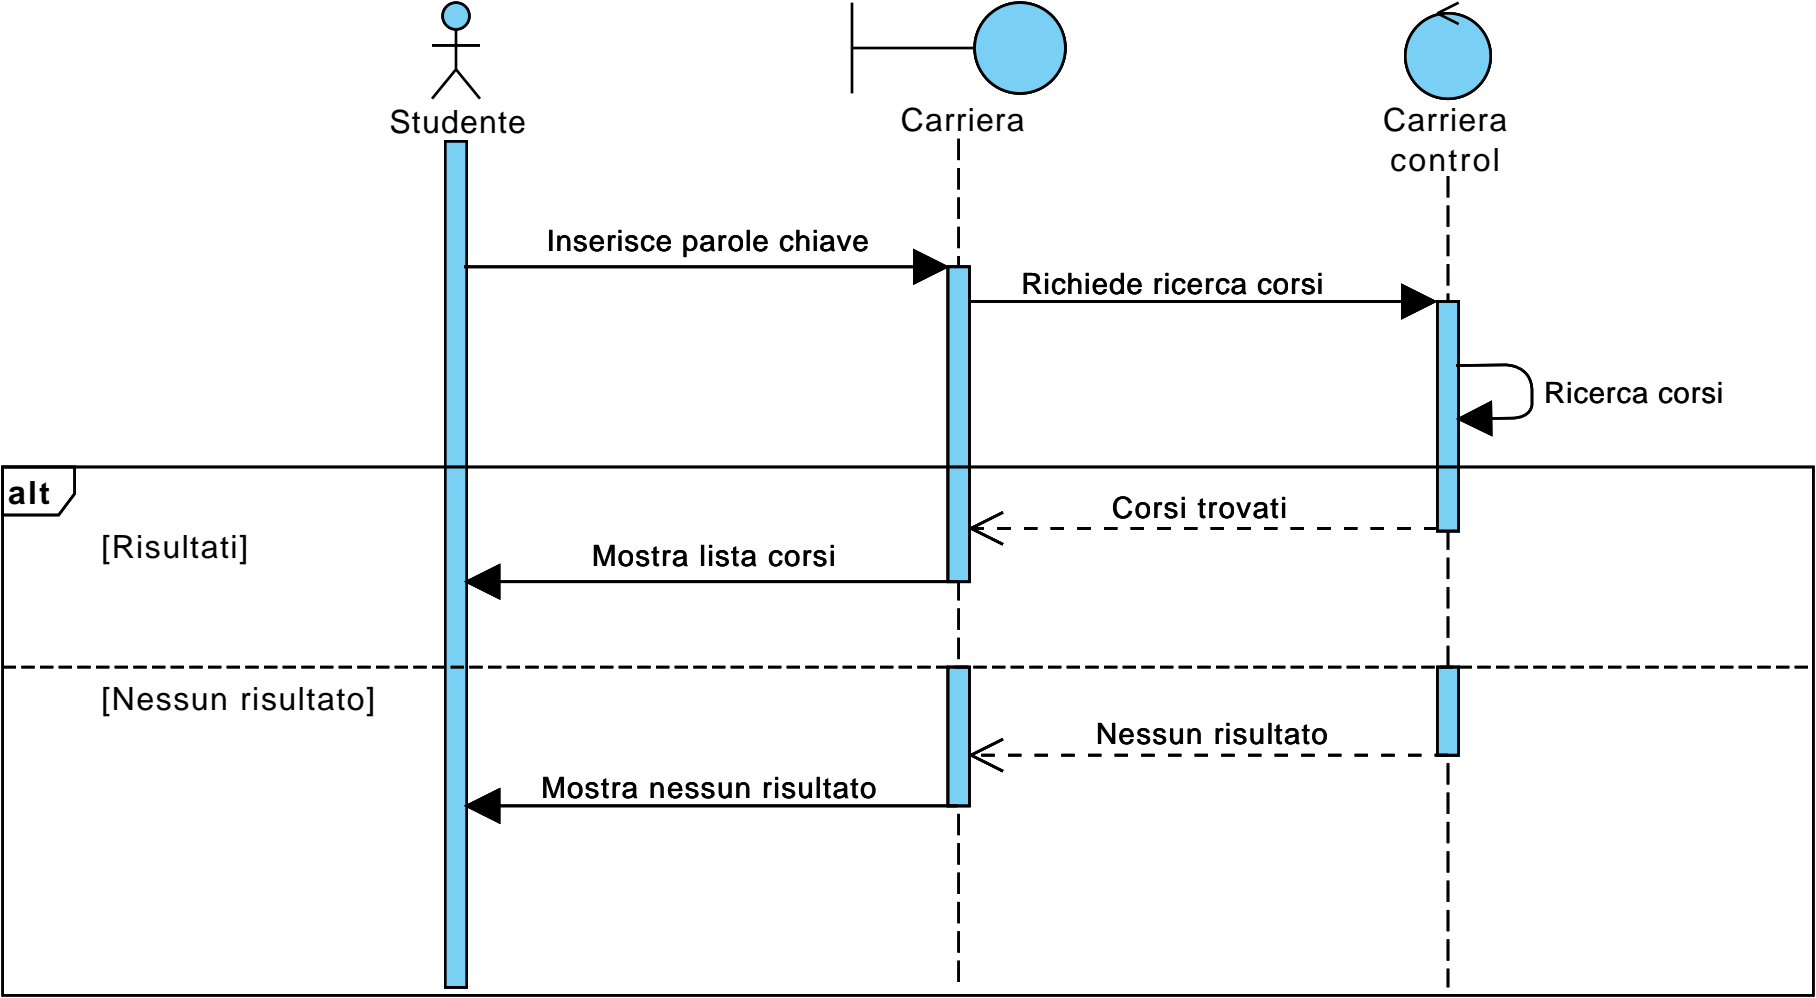 Studente
Carriera
Carriera
control
Inserisce parole chiave
Richiede ricerca corsi
Ricerca corsi
alt
Corsi trovati
[Risultati]
Mostra lista corsi
[Nessun risultato]
Nessun risultato
Mostra nessun risultato